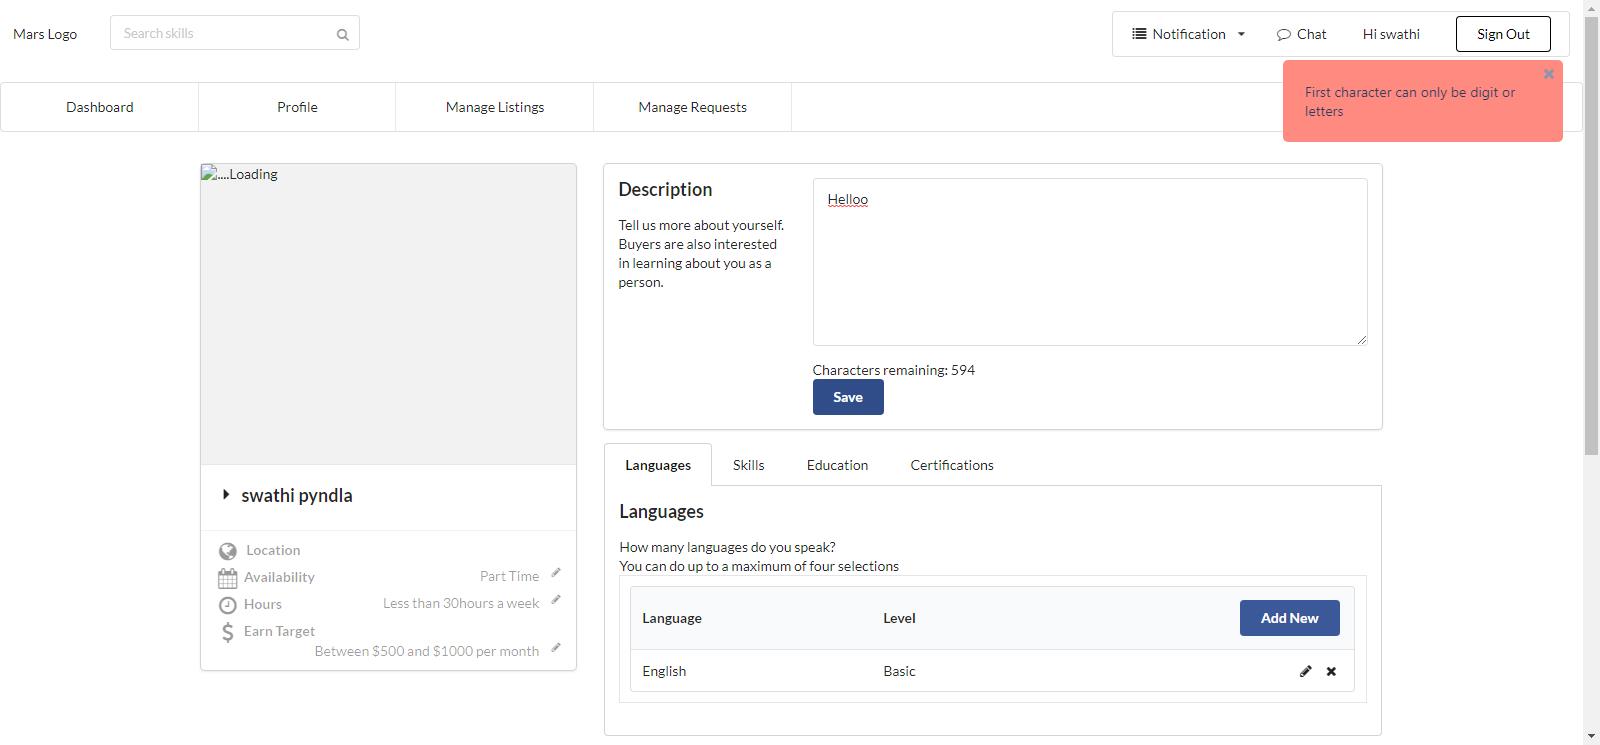 Mars Logo
Search skills
Notification
Chat
Hi swathi
Sign Out
First character can only be digit or
letters
Dashboard
Profile
Manage Listings
Manage Requests
....Loading
swathi pyndla
Location
Availability
Part Time
Hours
Less than 30hours a week
Earn Target
Between $500 and $1000 per month
Description
Tell us more about yourself.
Buyers are also interested
in learning about you as a
person.
Helloo
Characters remaining: 594
Save
Languages
Skills
Education
Certifications
Languages
How many languages do you speak?
You can do up to a maximum of four selections
Language
Level
Add New
English
Basic